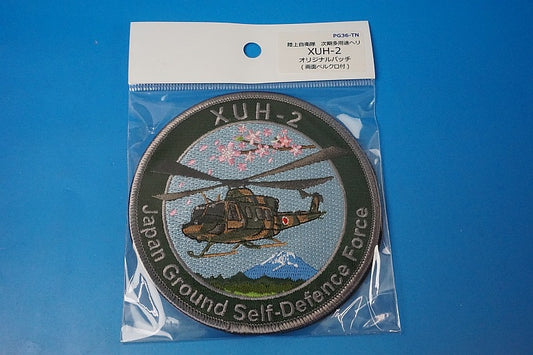 PG36-TN
陸上自衛隊 次期多用途ヘリ
XUH-2
オリジナルパッチ
(両面ベルクロ付)
XUH-2
Japan Ground Self-Defence Force